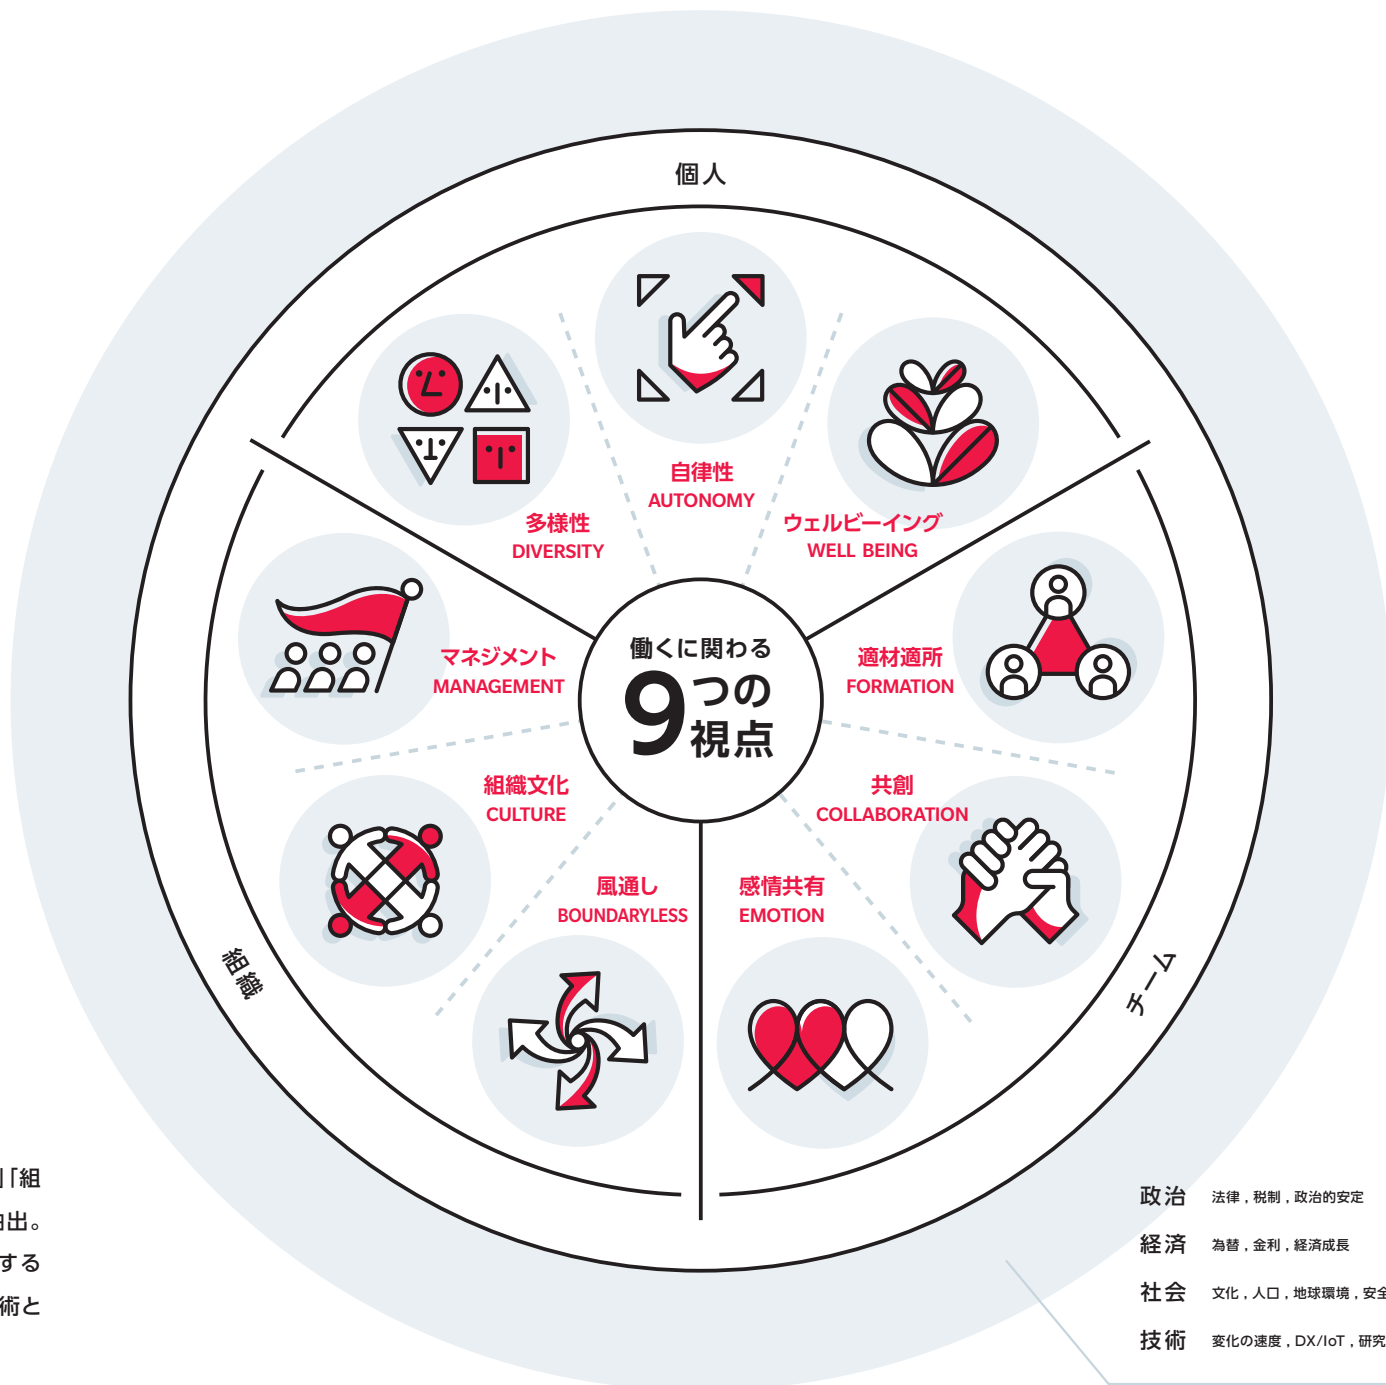 個人
自律性
AUTONOMY
多様性
DIVERSITY
ウェルビーイング
WELL BEING
働くに関わる
9つの
視点
マネジメント
MANAGEMENT
適材適所
FORMATION
組織文化
CULTURE
共創
COLLABORATION
風通し
BOUNDARYLESS
感情共有
EMOTION
組織
チーム
「組
出。
する
術と
政治 法律 , 税制 , 政治的安定
経済 為替 , 金利 , 経済成長
社会 文化 , 人口 , 地球環境 , 安全
技術 変化の速度 , DX/IoT , 研究